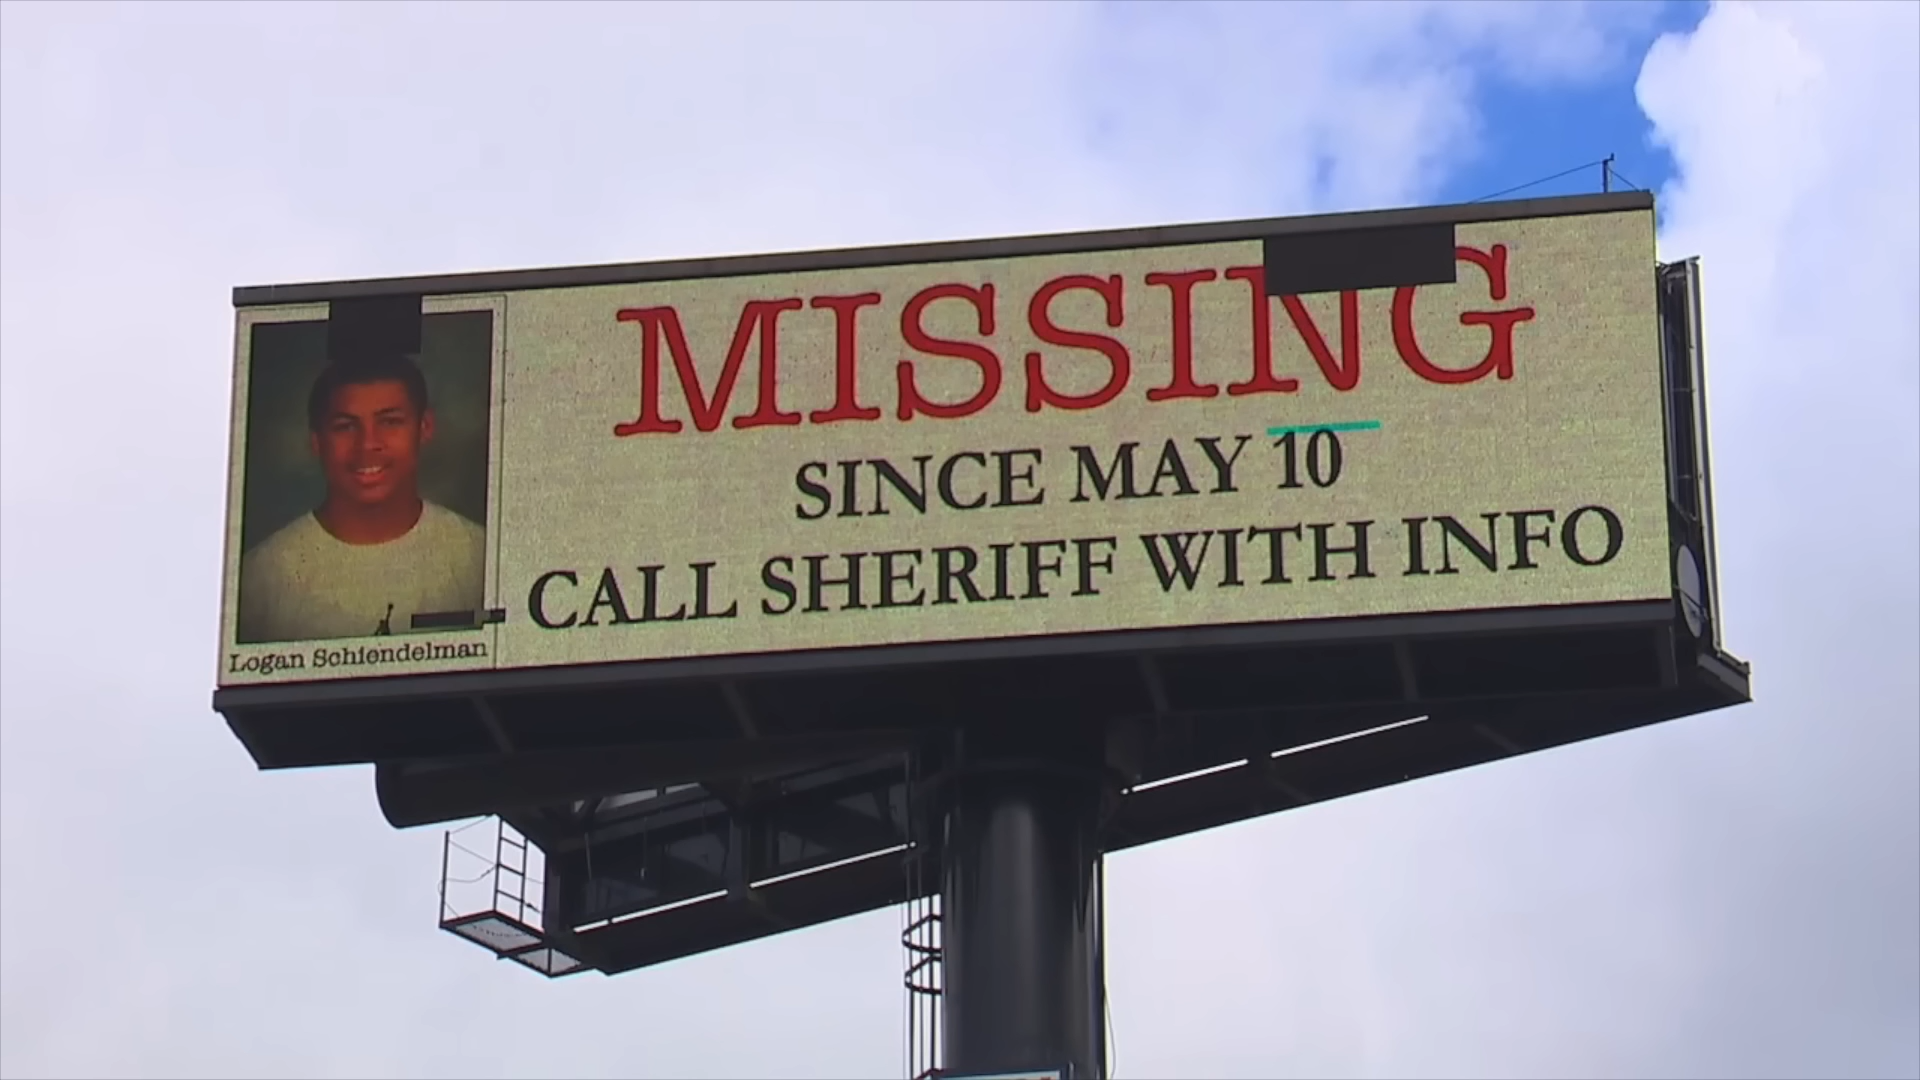 MISSING
SINCE MAY 10
CALL SHERIFF WITH INFO
Logan Schiendelman